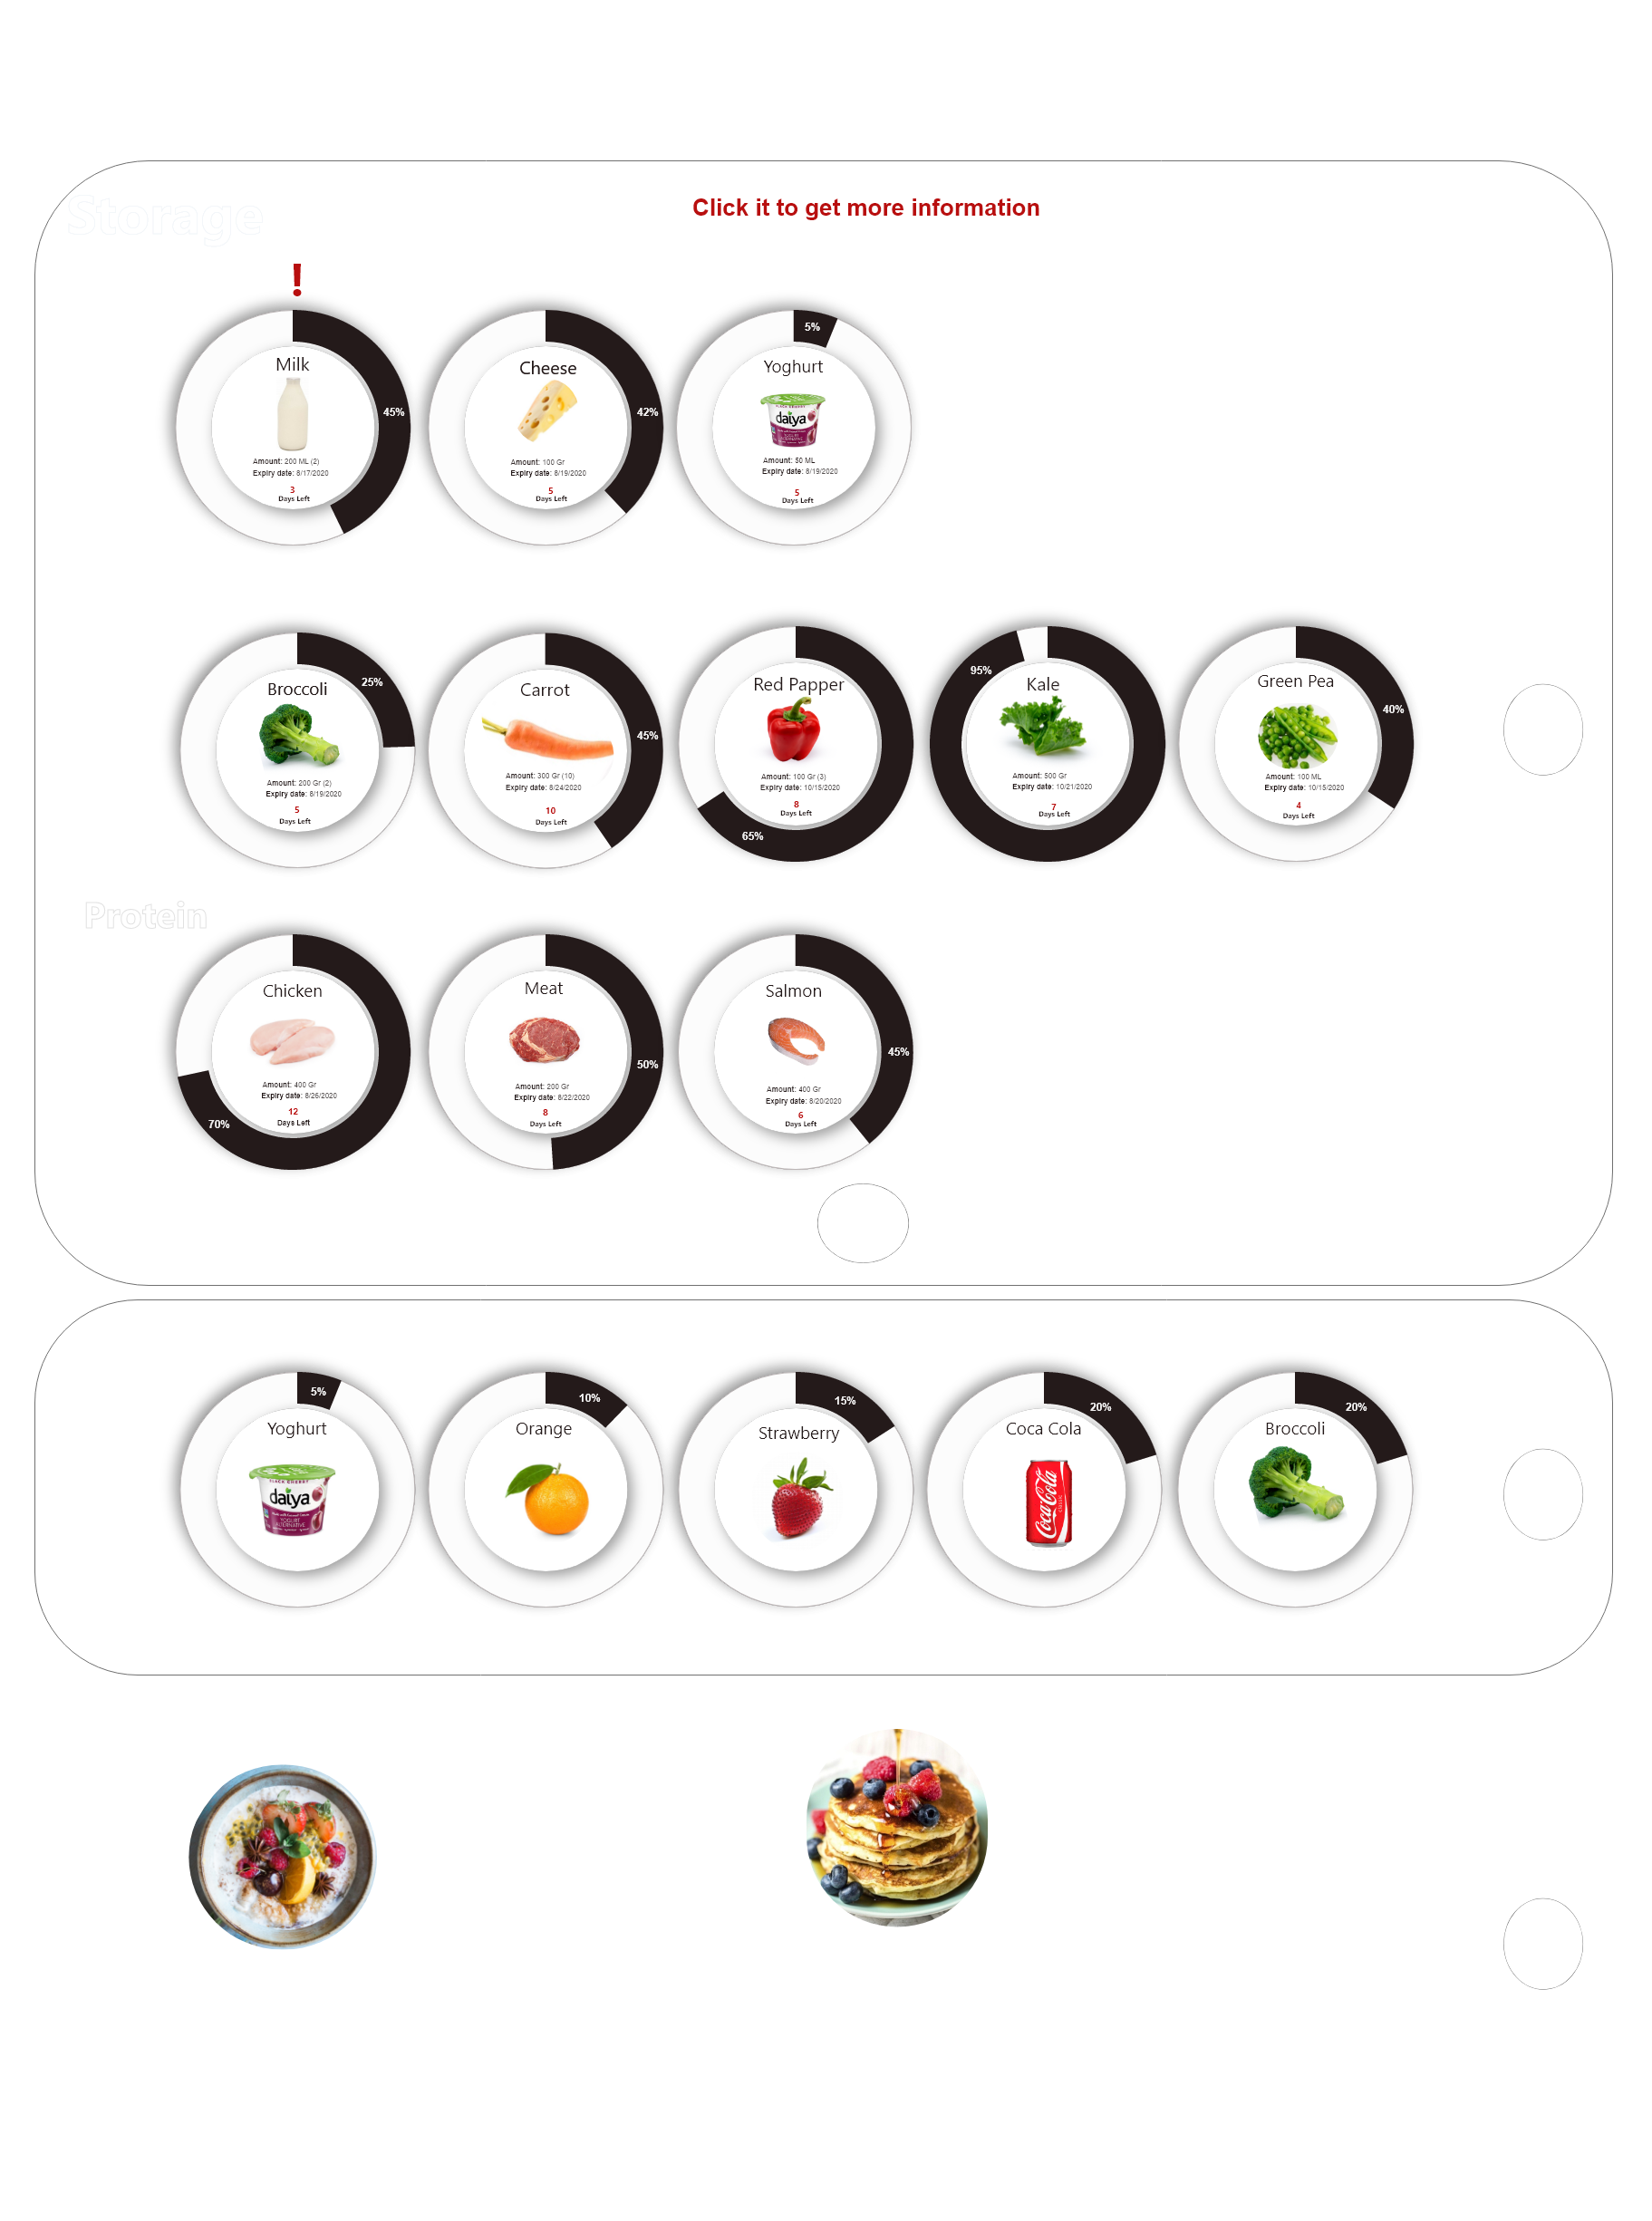 Storage
Click it to get more information
!
Milk
45%
Amount: 200 ML (2)
Expiry date: 8/17/2020
3
Days Left
Cheese
42%
Amount: 100 Gr
Expiry date: 8/19/2020
5
Days Left
5%
Yoghurt
daiya
Amount: 50 ML
Expiry date: 8/19/2020
5
Days Left
Broccoli
25%
Amount: 200 Gr (2)
Expiry date: 8/19/2020
5
Days Left
Carrot
45%
Amount: 300 Gr (10)
Expiry date: 8/24/2020
10
Days Left
Red Papper
Amount: 100 Gr (3)
Expiry date: 10/15/2020
8
Days Left
65%
95%
Kale
Amount: 500 Gr
Expiry date: 10/21/2020
7
Days Left
Green Pea
40%
Amount: 100 ML
Expiry date: 10/15/2020
4
Days Left
Protein
Chicken
Amount: 400 Gr
Expiry date: 8/26/2020
12
Days Left
70%
Meat
50%
Amount: 200 Gr
Expiry date: 8/22/2020
8
Days Left
Salmon
45%
Amount: 400 Gr
Expiry date: 8/20/2020
6
Days Left
5%
Yoghurt
daiya
YOGURT
ALTERNATIVE
10%
Orange
15%
Strawberry
20%
Coca Cola
Coca-Cola
20%
Broccoli